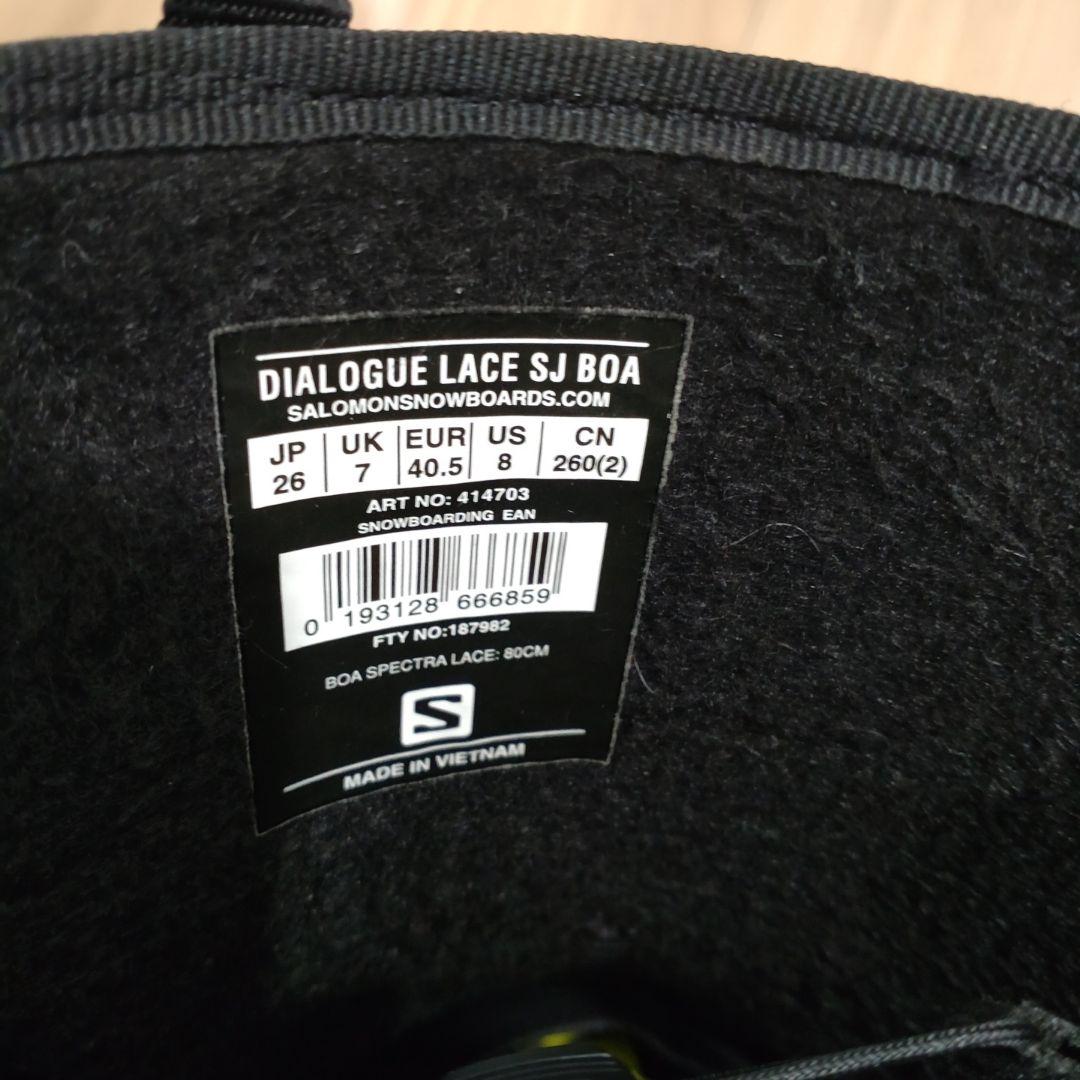 DIALOGUE LACE SJ BOA
SALOMONSNOWBOARDS.COM
JP UK EUR US CN
26 7 40.5 8 260(2)
ART NO: 414703
SNOWBOARDING EAN
0 193128 666859
FTY NO:187982
BOA SPECTRA LACE: 80CM
S
MADE IN VIETNAM